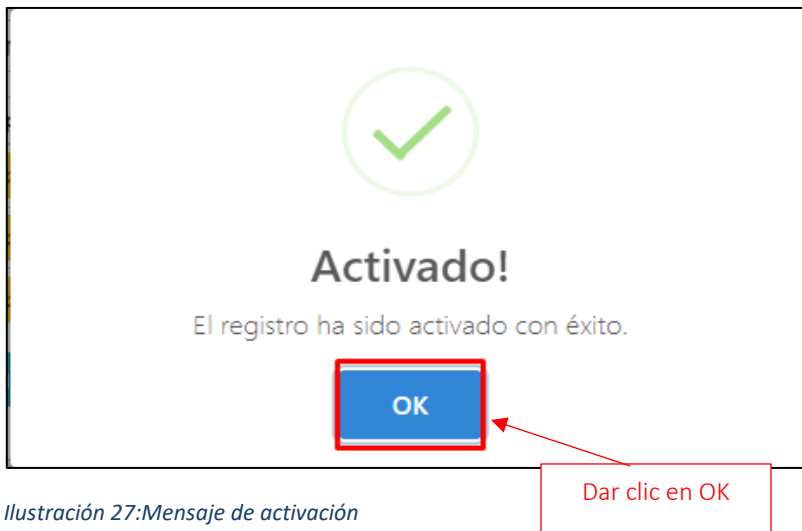 Activado!
El registro ha sido activado con éxito.
OK
Dar clic en OK
Ilustración 27:Mensaje de activación